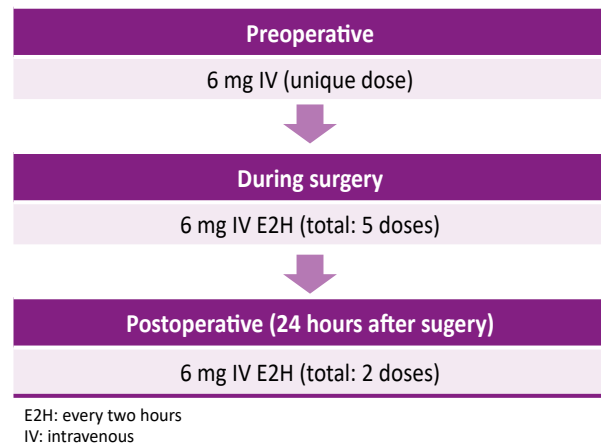 Preoperative
6 mg IV (unique dose)
During surgery
6 mg IV E2H (total: 5 doses)
Postoperative (24 hours after sugery)
6 mg IV E2H (total: 2 doses)
E2H: every two hours
IV: intravenous